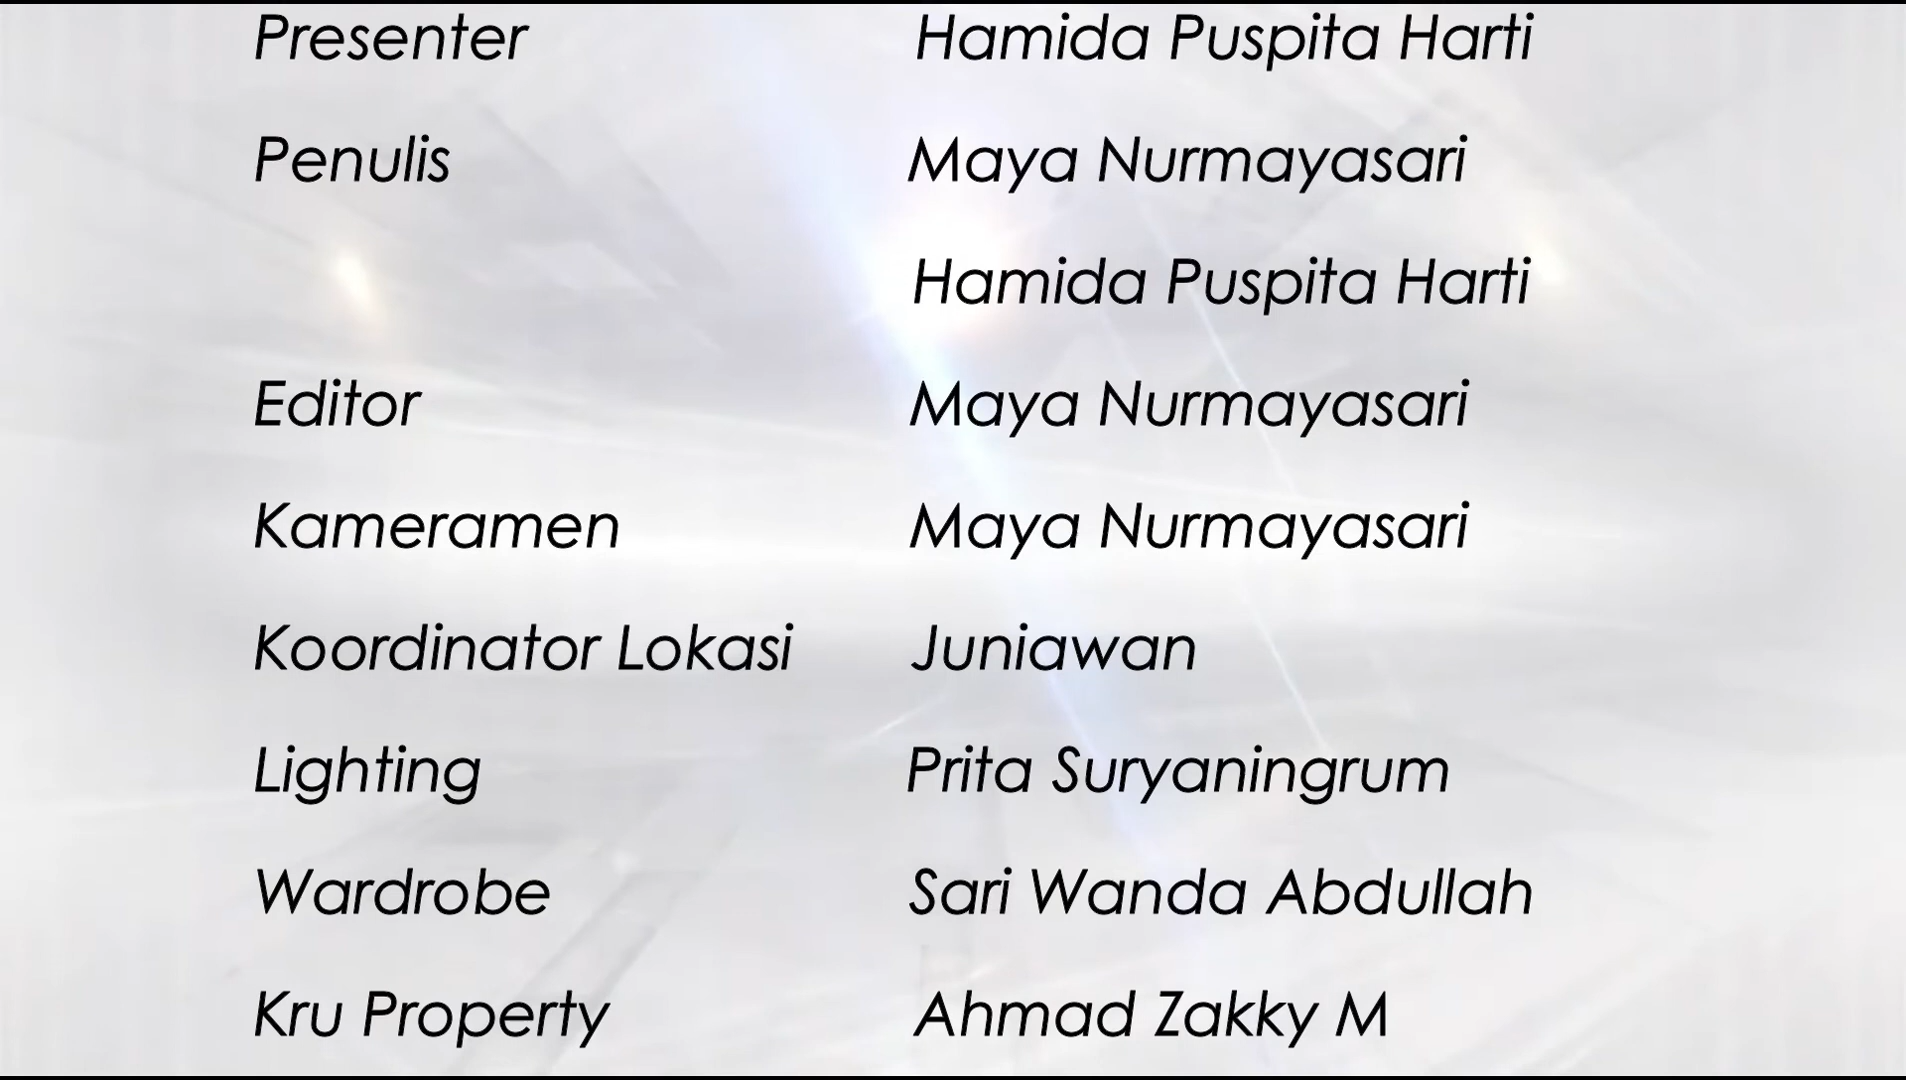 Presenter Hamida Puspita Harti
Penulis Maya Nurmayasari
Hamida Puspita Harti
Editor Maya Nurmayasari
Kameramen Maya Nurmayasari
Koordinator Lokasi Juniawan
Lighting Prita Suryaningrum
Wardrobe Sari Wanda Abdullah
Kru Property Ahmad Zakky M